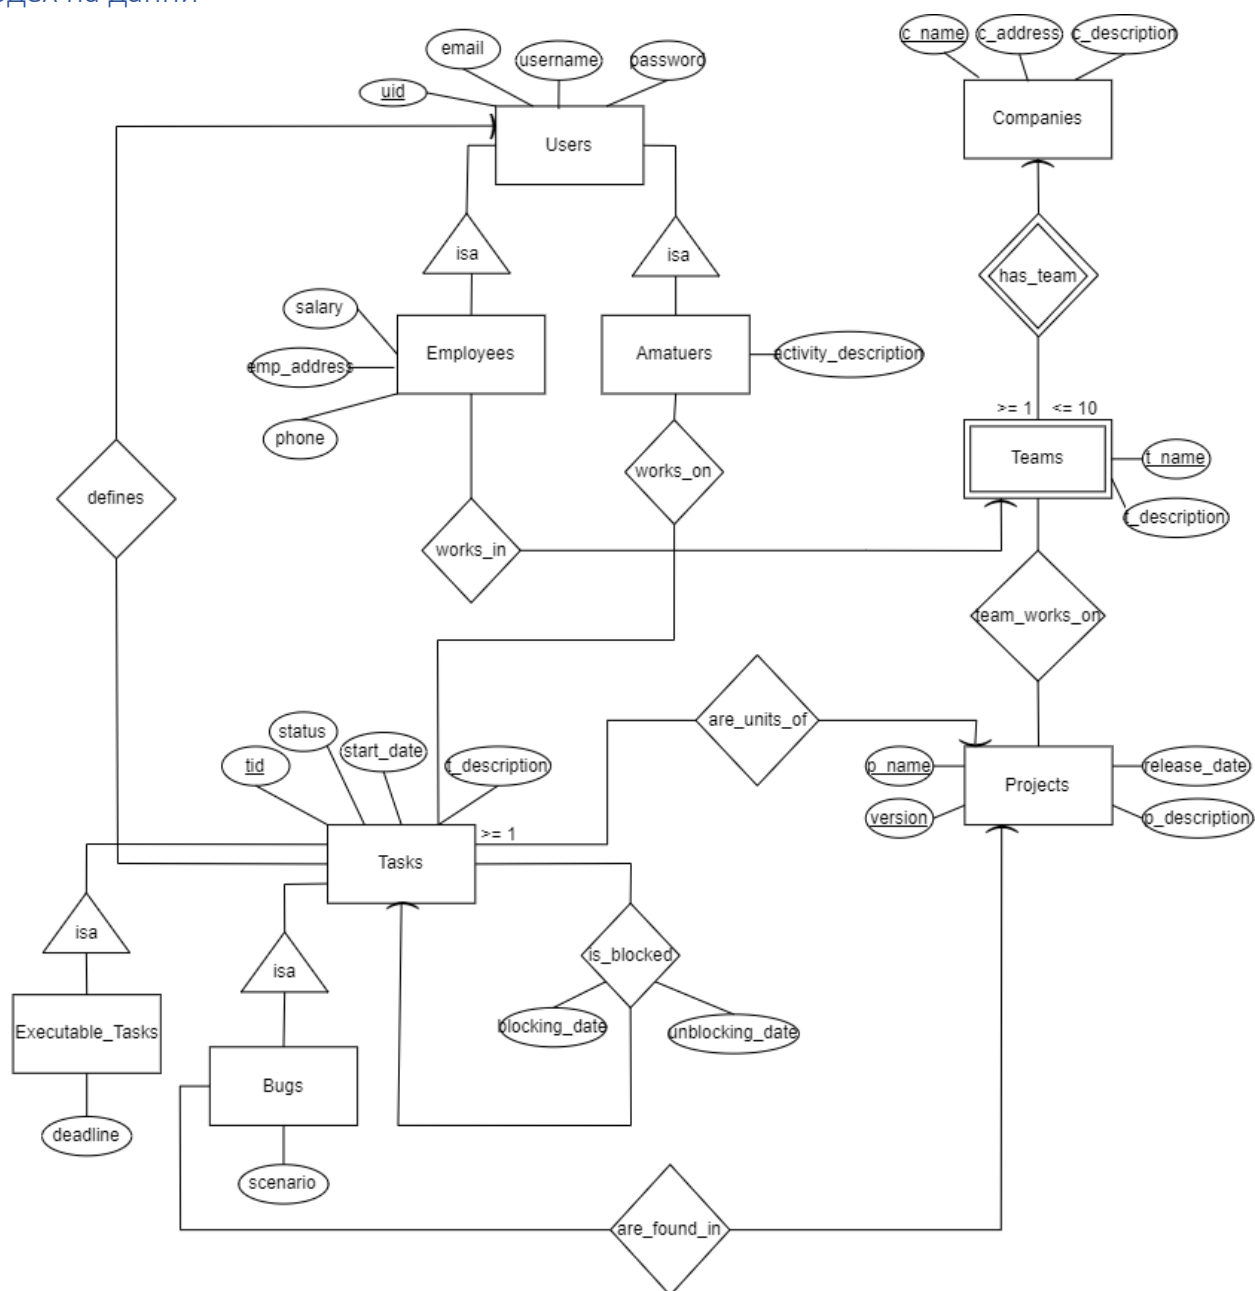 на данни
c_name
c_address
c_description
email
username
password
uid
Companies
Users
isa
isa
has_team
salary
Employees
Amatuers
activity_description
emp_address
phone
>= 1 <= 10
Teams
t_name
t_description
works_on
defines
works_in
team_works_on
are_units_of
status
start_date
tid
t_description
p_name
release_date
Projects
version
p_description
>= 1
Tasks
isa
is_blocked
isa
blocking_date
unblocking_date
Executable_Tasks
Bugs
deadline
scenario
are_found_in